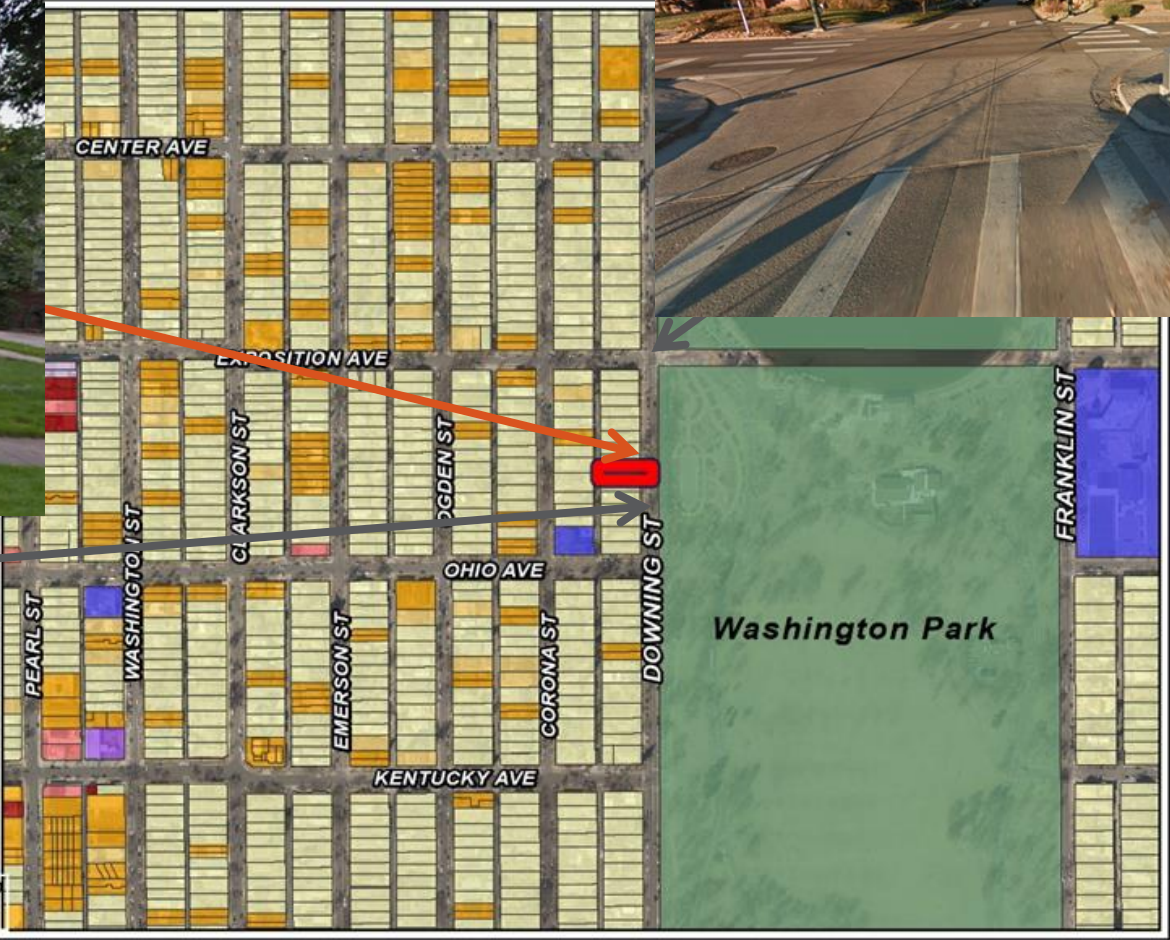 CENTER AVE
EXPOSITION AVE
CLARKSON ST
OGDEN ST
FRANKLIN ST
WASHINGTON ST
OHIO AVE
DOWNING ST
PEARL ST
EMERSON ST
CORONA ST
Washington Park
KENTUCKY AVE